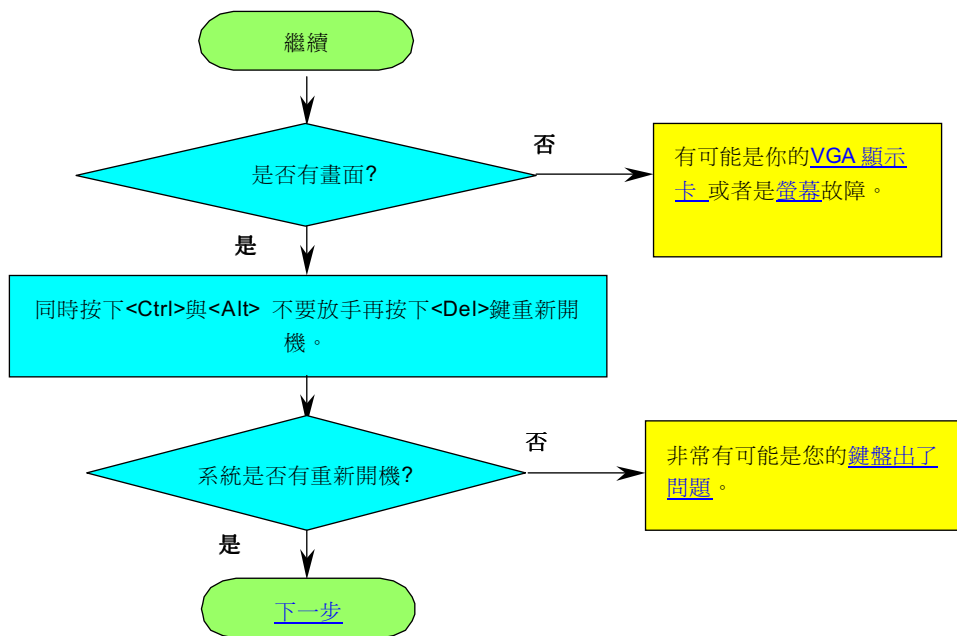 繼續
是否有畫面?
否
有可能是你的VGA 顯示
卡 或者是螢幕故障。
是
同時按下<Ctrl>與<Alt> 不要放手再按下<Del>鍵重新開
機。
系統是否有重新開機?
否
非常有可能是您的鍵盤出了
問題。
是
下一步